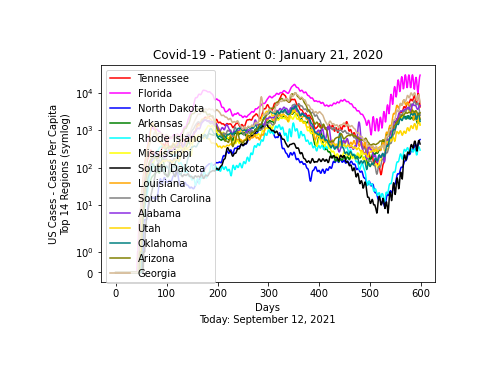 Covid-19 - Patient 0: January 21, 2020
US Cases - Cases Per Capita
Top 14 Regions (symlog)
10⁴
10³
10²
10¹
10⁰
0
Tennessee
Florida
North Dakota
Arkansas
Rhode Island
Mississippi
South Dakota
Louisiana
South Carolina
Alabama
Utah
Oklahoma
Arizona
Georgia
0 100 200 300 400 500 600
Days
Today: September 12, 2021